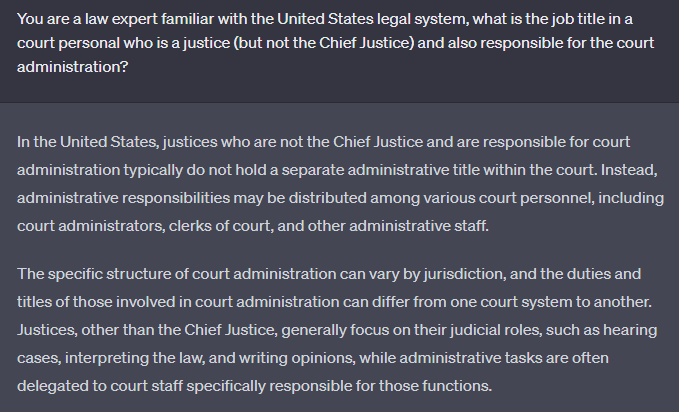 You are a law expert familiar with the United States legal system, what is the job title in a
court personal who is a justice (but not the Chief Justice) and also responsible for the court
administration?
In the United States, justices who are not the Chief Justice and are responsible for court
administration typically do not hold a separate administrative title within the court. Instead,
administrative responsibilities may be distributed among various court personnel, including
court administrators, clerks of court, and other administrative staff.
The specific structure of court administration can vary by jurisdiction, and the duties and
titles of those involved in court administration can differ from one court system to another.
Justices, other than the Chief Justice, generally focus on their judicial roles, such as hearing
cases, interpreting the law, and writing opinions, while administrative tasks are often
delegated to court staff specifically responsible for those functions.